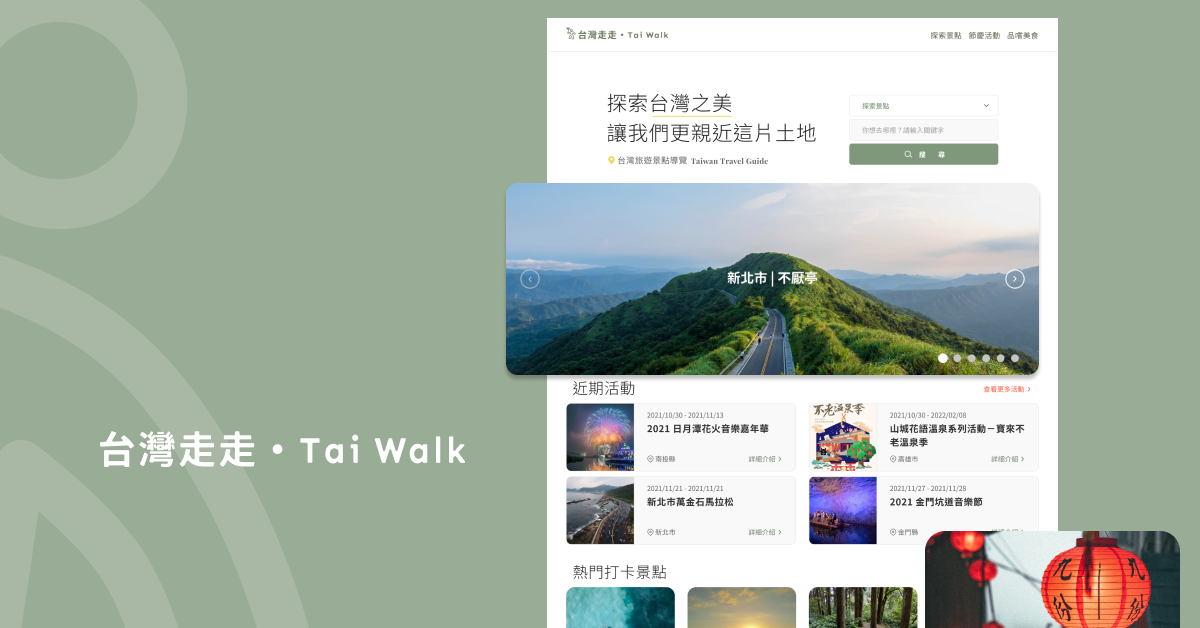 台灣走走・Tai Walk
探索景點 節慶活動 品嚐美食
探索台灣之美
讓我們更親近這片土地
台灣旅遊景點導覽 Taiwan Travel Guide
探索景點
你想去哪裡？請輸入關鍵字
搜 尋
新北市 | 不厭亭
近期活動
查看更多活動
2021/10/30 - 2021/11/13
2021 日月潭花火音樂嘉年華
南投縣
詳細介紹
不老溫泉季
2021/10/30 - 2022/02/08
山城花語溫泉系列活動－寶來不
老溫泉季
高雄市
詳細介紹
2021/11/21 - 2021/11/21
新北市萬金石馬拉松
新北市
詳細介紹
2021/11/27 - 2021/11/28
2021 金門坑道音樂節
金門縣
熱門打卡景點
九份
九份
台灣走走・Tai Walk